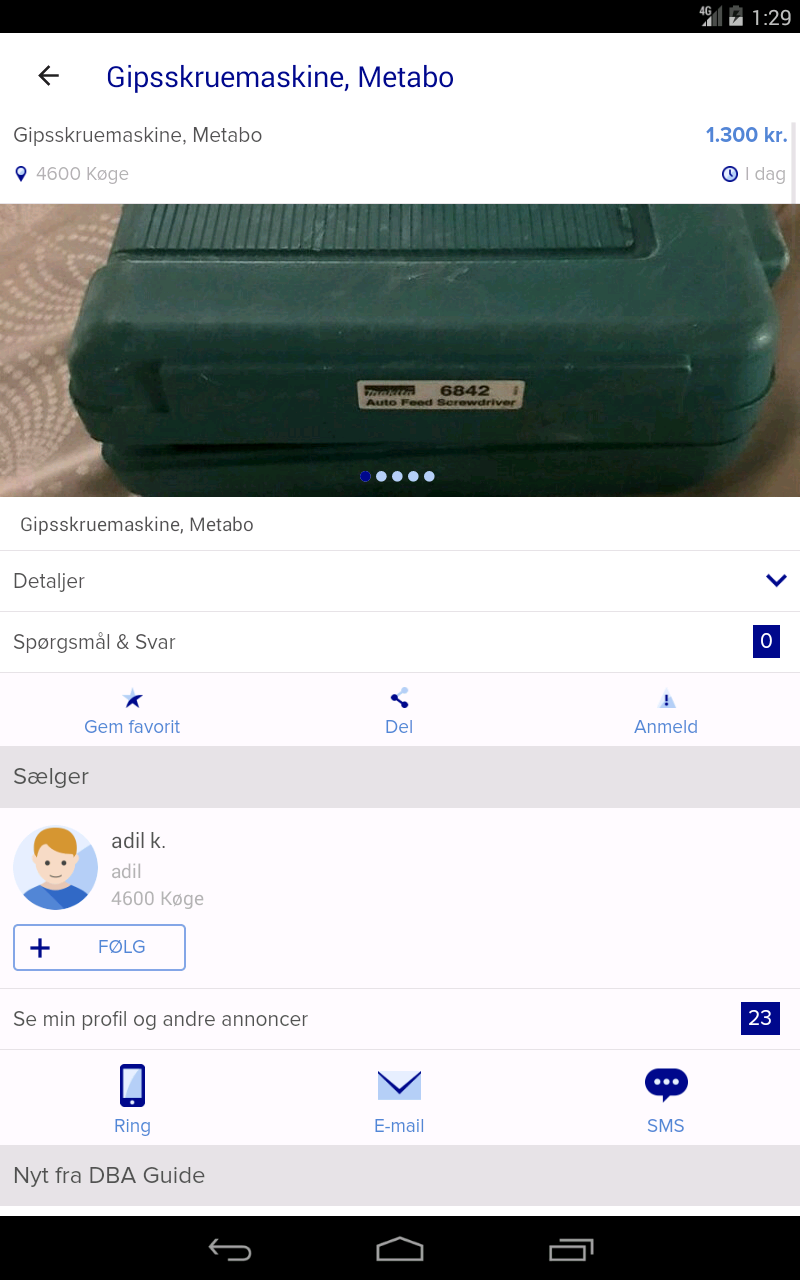 4G 1:29
Gipsskruemaskine, Metabo
Gipsskruemaskine, Metabo 1.300 kr.
4600 Køge I dag
makita 6842
Auto Feed Screwdriver
Gipsskruemaskine, Metabo
Detaljer
Spørgsmål & Svar 0
Gem favorit Del Anmeld
Sælger
adil k.
adil
4600 Køge
FØLG
Se min profil og andre annoncer 23
Ring E-mail SMS
Nyt fra DBA Guide